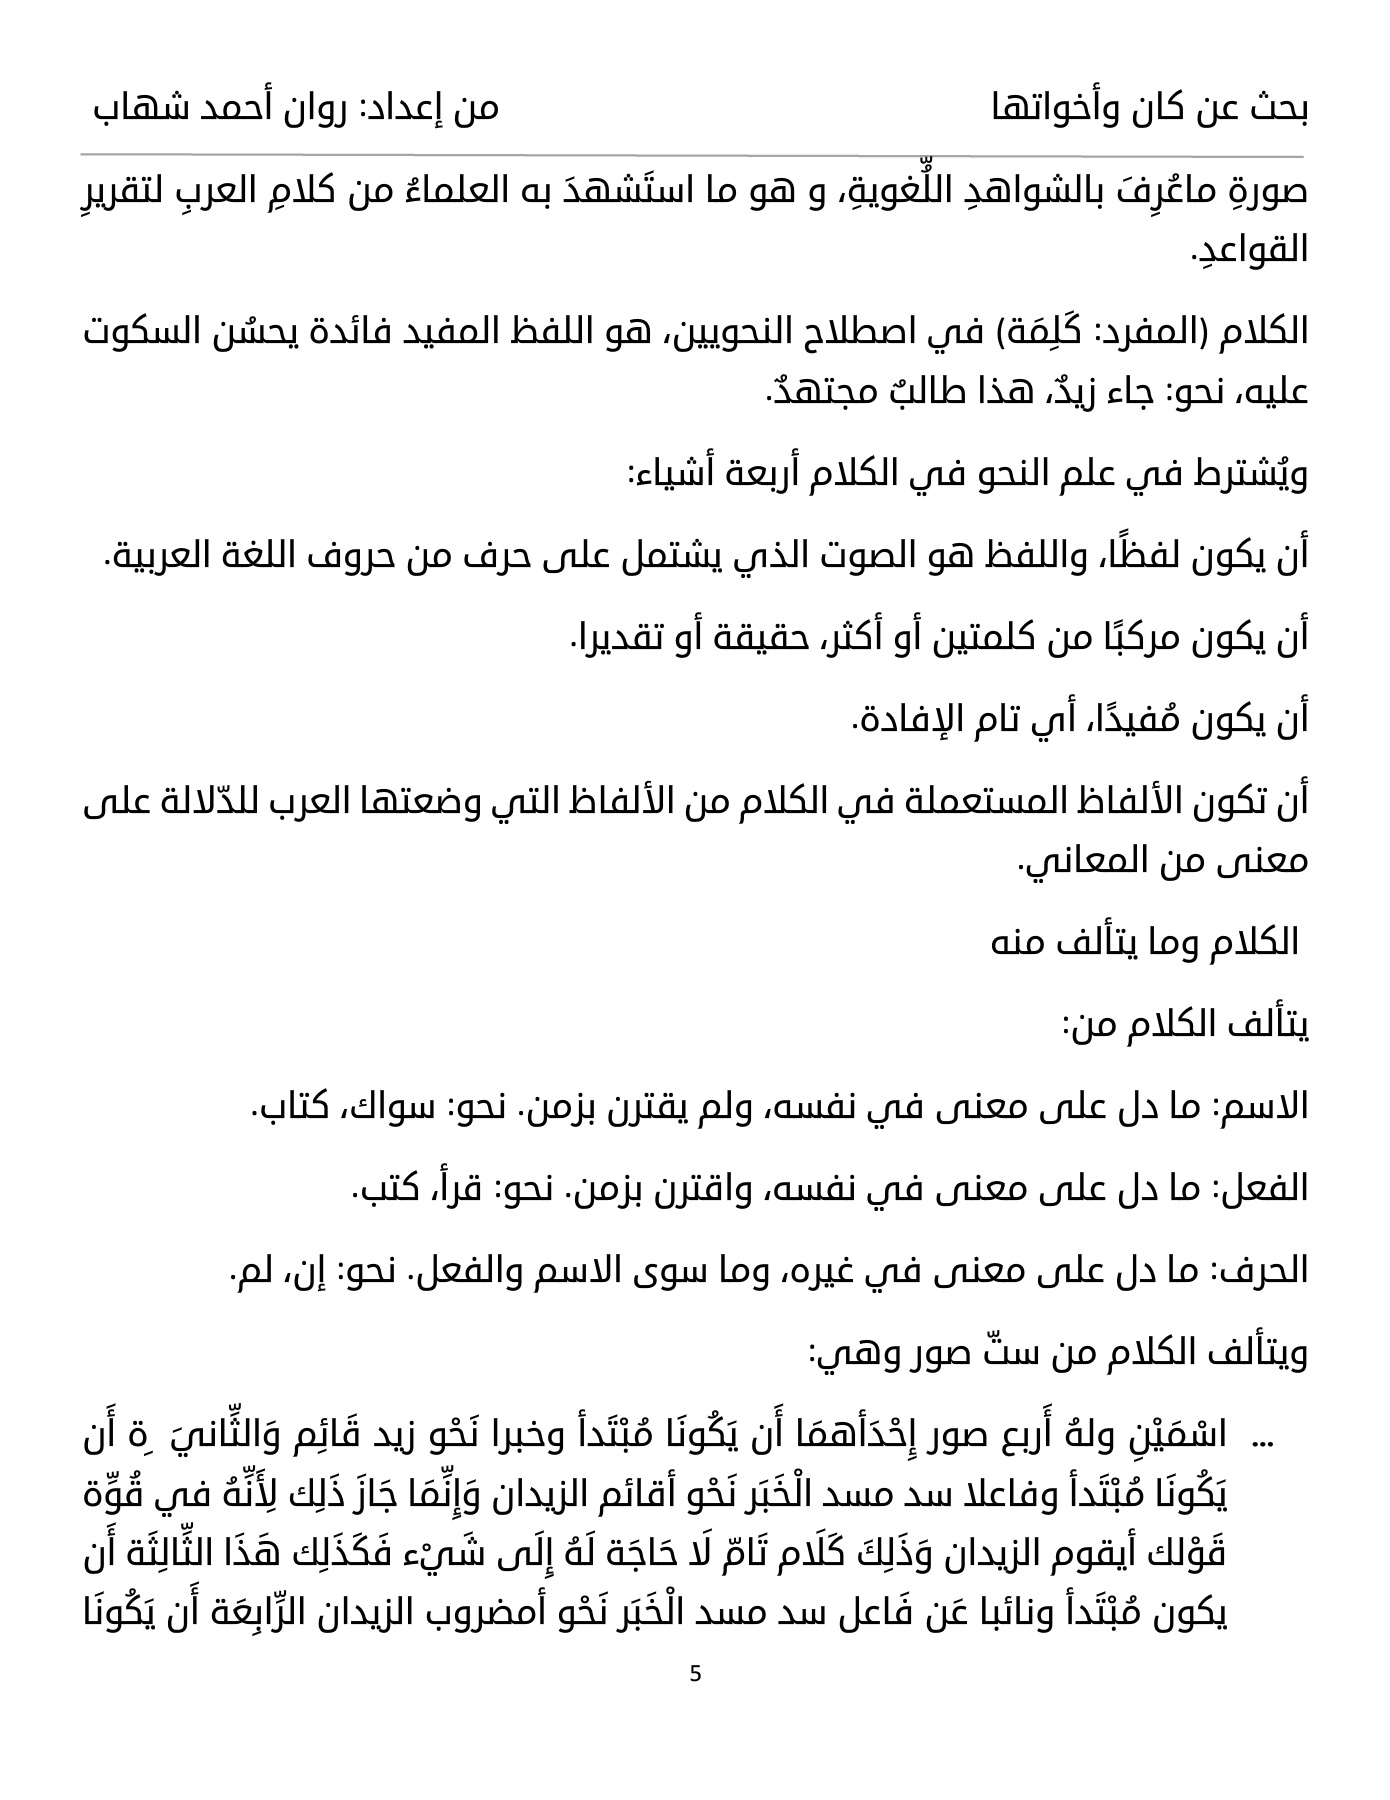 بحث عن كان وأخواتها من إعداد: روان أحمد شهاب
صورةِ ماعُرِفَ بالشواهدِ اللُّغويةِ، و هو ما استَشهدَ به العلماءُ من كلامِ العربِ لتقريرِ
القواعدِ.
الكلام (المفرد: كَلِمَة) في اصطلاح النحويين، هو اللفظ المفيد فائدة يحسُن السكوت
عليه، نحو: جاء زيدٌ، هذا طالبٌ مجتهدٌ.
ويُشترط في علم النحو في الكلام أربعة أشياء:
أن يكون لفظًا، واللفظ هو الصوت الذي يشتمل على حرف من حروف اللغة العربية.
أن يكون مركبًا من كلمتين أو أكثر، حقيقة أو تقديرا.
أن يكون مُفيدًا، أي تام الإفادة.
أن تكون الألفاظ المستعملة في الكلام من الألفاظ التي وضعتها العرب للدّلالة على
معنى من المعاني.
الكلام وما يتألف منه
يتألف الكلام من:
الاسم: ما دل على معنى في نفسه، ولم يقترن بزمن. نحو: سواك، كتاب.
الفعل: ما دل على معنى في نفسه، واقترن بزمن. نحو: قرأ، كتب.
الحرف: ما دل على معنى في غيره، وما سوى الاسم والفعل. نحو: إن، لم.
ويتألف الكلام من ستّ صور وهي:
... اسْمَيْنِ ولهُ أَربع صور إِحْدَأهمَا أَن يَكُونَا مُبْتَدأ وخبرا نَحْو زيد قَائِم وَالثَّانيَ ِة أَن
يَكُونَا مُبْتَدأ وفاعلا سد مسد الْخَبَر نَحْو أقائم الزيدان وَإِنَّمَا جَازَ ذَلِك لِأَنَّهُ في قُوَّة
قَوْلك أيقوم الزيدان وَذَلِكَ كَلَام تَامّ لَا حَاجَة لَهُ إِلَى شَيْء فَكَذَلِك هَذَا الثَّالِثَة أَن
يكون مُبْتَدأ ونائبا عَن فَاعل سد مسد الْخَبَر نَحْو أمضروب الزيدان الرَّابِعَة أَن يَكُونَا
5